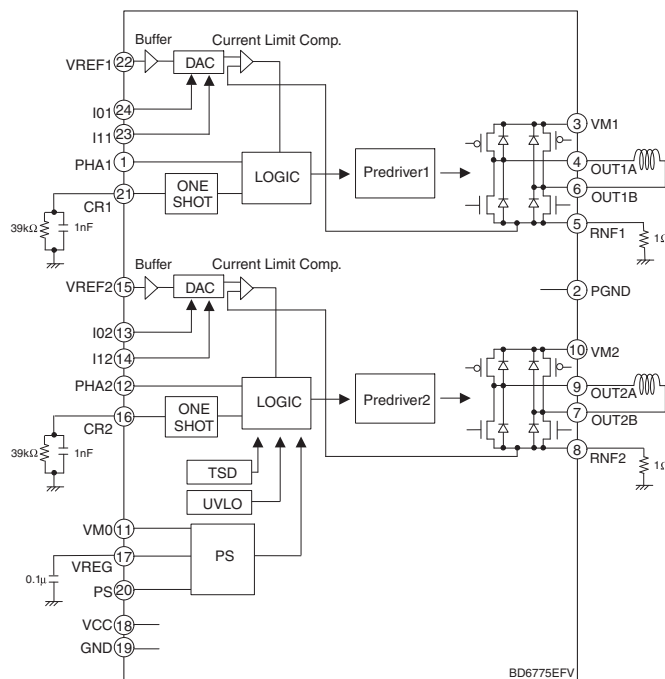 Buffer
Current Limit Comp.
VREF1
22
DAC
I01
24
I11
23
PHA1
1
LOGIC
Predriver1
21
CR1
ONE
SHOT
39kΩ
1nF
3
VM1
4
OUT1A
6
OUT1B
5
RNF1
1Ω
2
PGND
Buffer
Current Limit Comp.
VREF2
15
DAC
I02
13
I12
14
PHA2
12
LOGIC
Predriver2
16
CR2
ONE
SHOT
39kΩ
1nF
10
VM2
9
OUT2A
7
OUT2B
8
RNF2
1Ω
TSD
UVLO
VM0
11
17
VREG
0.1μ
PS
20
PS
VCC
18
GND
19
BD6775EFV